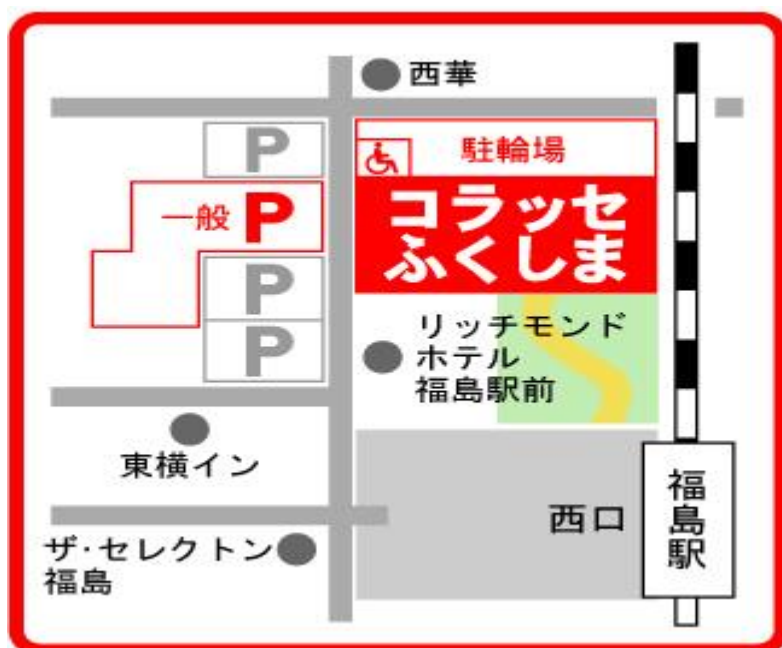 西華
P
駐輪場
一般 P
コラッセ
ふくしま
P
P
リッチモンド
ホテル
福島駅前
東横イン
西口
福島駅
ザ・セレクトン
福島